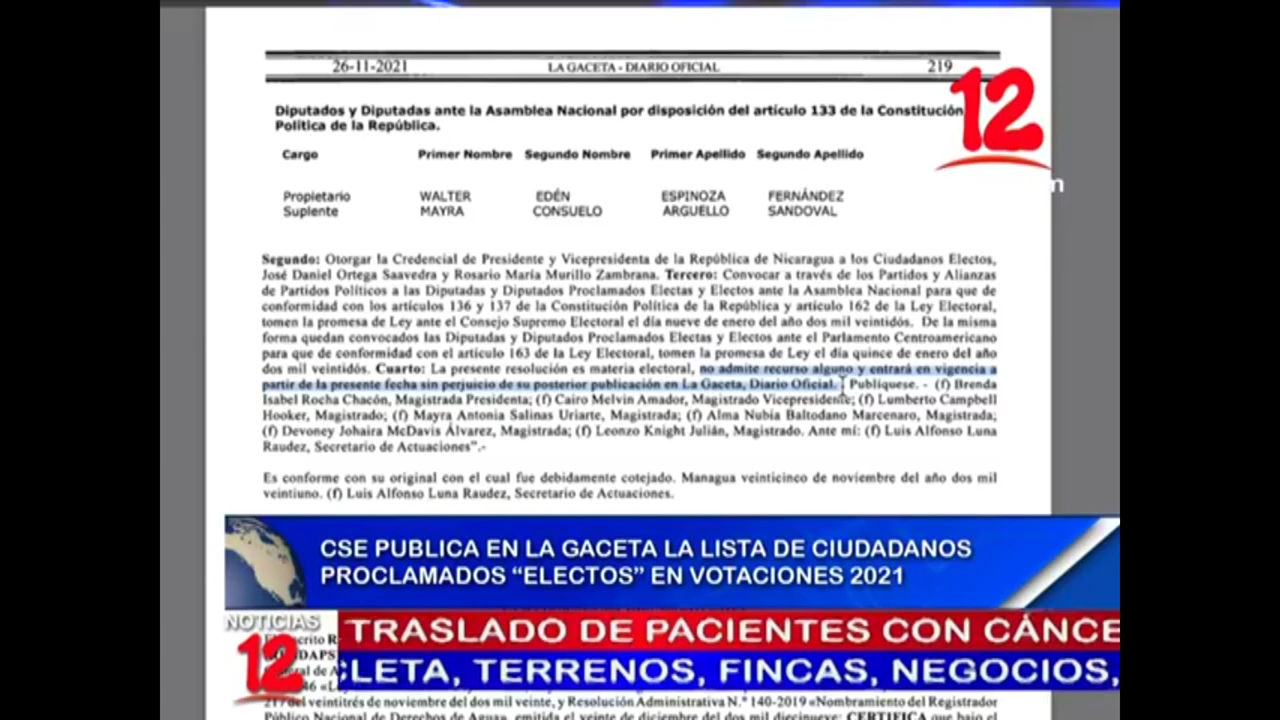 26-11-2021 LA GACETA - DIARIO OFICIAL 219
12
Diputados y Diputadas ante la Asamblea Nacional por disposición del artículo 133 de la Constitución
Política de la República.
Cargo Primer Nombre Segundo Nombre Primer Apellido Segundo Apellido
Propietario WALTER EDÉN ESPINOZA FERNÁNDEZ
Suplente MAYRA CONSUELO ARGUELLO SANDOVAL
Segundo: Otorgar la Credencial de Presidente y Vicepresidenta de la República de Nicaragua a los Ciudadanos Electos,
José Daniel Ortega Saavedra y Rosario María Murillo Zambrana. Tercero: Convocar a través de los Partidos y Alianzas
de Partidos Políticos a las Diputadas y Diputados Proclamados Electas y Electos ante la Asamblea Nacional para que de
conformidad con los artículos 136 y 137 de la Constitución Política de la República y artículo 162 de la Ley Electoral,
tomen la promesa de Ley ante el Consejo Supremo Electoral el día nueve de enero del año dos mil veintidós. De la misma
forma quedan convocados las Diputadas y Diputados Proclamados Electas y Electos ante el Parlamento Centroamericano
para que de conformidad con el artículo 163 de la Ley Electoral, tomen la promesa de Ley el día quince de enero del año
dos mil veintidós. Cuarto: La presente resolución es materia electoral, no admite recurso alguno y entrará en vigencia a
partir de la presente fecha sin perjuicio de su posterior publicación en La Gaceta, Diario Oficial. Publíquese. - (f) Brenda
Isabel Rocha Chacón, Magistrada Presidenta; (f) Cairo Melvin Amador, Magistrado Vicepresidente; (f) Lumberto Campbell
Hooker, Magistrado; (f) Mayra Antonia Salinas Uriarte, Magistrada; (f) Alma Nubia Baltodano Marcenaro, Magistrada;
(f) Devoney Johaira McDavis Álvarez, Magistrada; (f) Leonzo Knight Julián, Magistrado. Ante mí: (f) Luis Alfonso Luna
Raudez, Secretario de Actuaciones".-
Es conforme con su original con el cual fue debidamente cotejado. Managua veinticinco de noviembre del año dos mil
veintiuno. (f) Luis Alfonso Luna Raudez, Secretario de Actuaciones.
CSE PUBLICA EN LA GACETA LA LISTA DE CIUDADANOS
PROCLAMADOS “ELECTOS” EN VOTACIONES 2021
NOTICIAS
12
TRASLADO DE PACIENTES CON CÁNCE
CLETA, TERRENOS, FINCAS, NEGOCIOS,
del veintitrés de noviembre del dos mil veinte, y Resolución Administrativa N.° 140-2019 «Nombramiento del Registrador
Público Nacional de Derechos de Agua, emitida el veinte de diciembre del dos mil diecinueve; CERTIFICA que bajo el